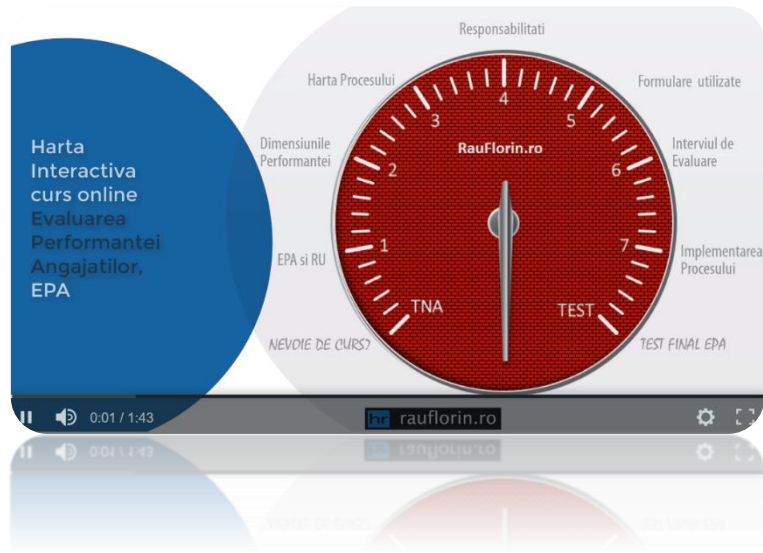 Harta
Interactiva
curs online
Evaluarea
Performantei
Angajatilor,
EPA
Responsabilitati
Harta Procesului
Formulare utilizate
Dimensiunile
Performantei
Interviul de
Evaluare
EPA si RU
Implementarea
Procesului
NEVOIE DE CURS?
TEST FINAL EPA
RauFlorin.ro
TNA
1
2
3
4
5
6
7
TEST
0:01 / 1:43
hr rauflorin.ro